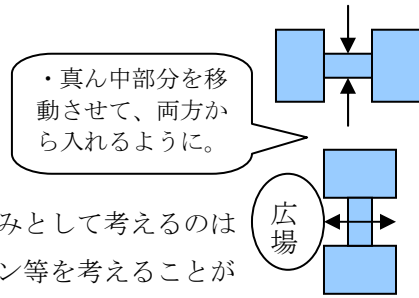 ・真ん中部分を移
動させて、両方か
ら入れるように。
みとして考えるのは
ン等を考えることが
広場